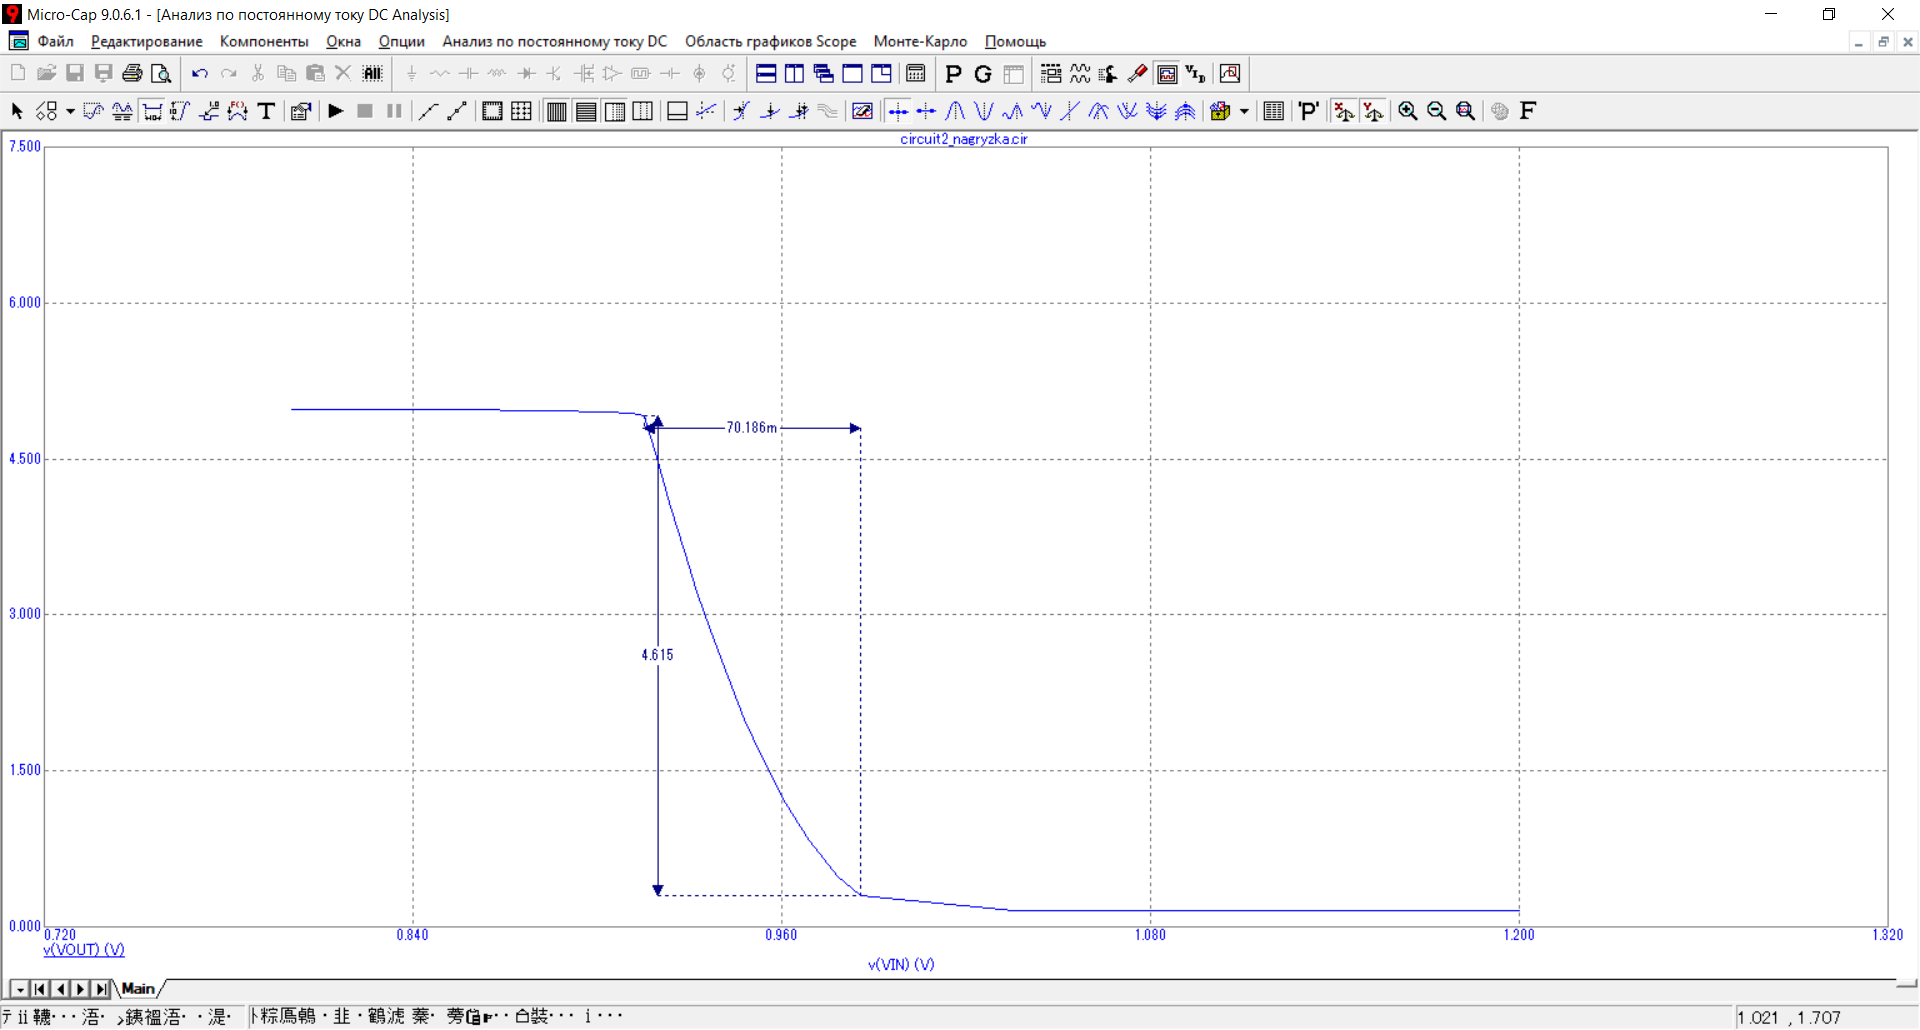 Micro-Cap 9.0.6.1 - [Анализ по постоянному току DC Analysis]
Файл Редактирование Компоненты Окна Опции Анализ по постоянному току DC Область графиков Scope Монте-Карло Помощь
All P G V I D
T 'P' X Y F
circuit2_nagryzka.cir
7.500
6.000
4.500
3.000
1.500
0.000
70.186m
4.615
0.720 0.840 0.960 1.080 1.200 1.320
v(VOUT) (V)
v(VIN) (V)
Main
1.021 , 1.707